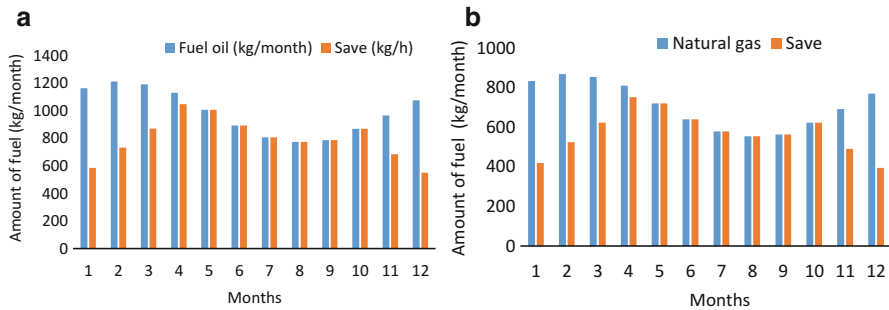 a
Fuel oil (kg/month) Save (kg/h)
Amount of fuel (kg/month)
1400
1200
1000
800
600
400
200
0
1 2 3 4 5 6 7 8 9 10 11 12
Months
b
Natural gas Save
Amount of fuel (kg/month)
1000
800
600
400
200
0
1 2 3 4 5 6 7 8 9 10 11 12
Months